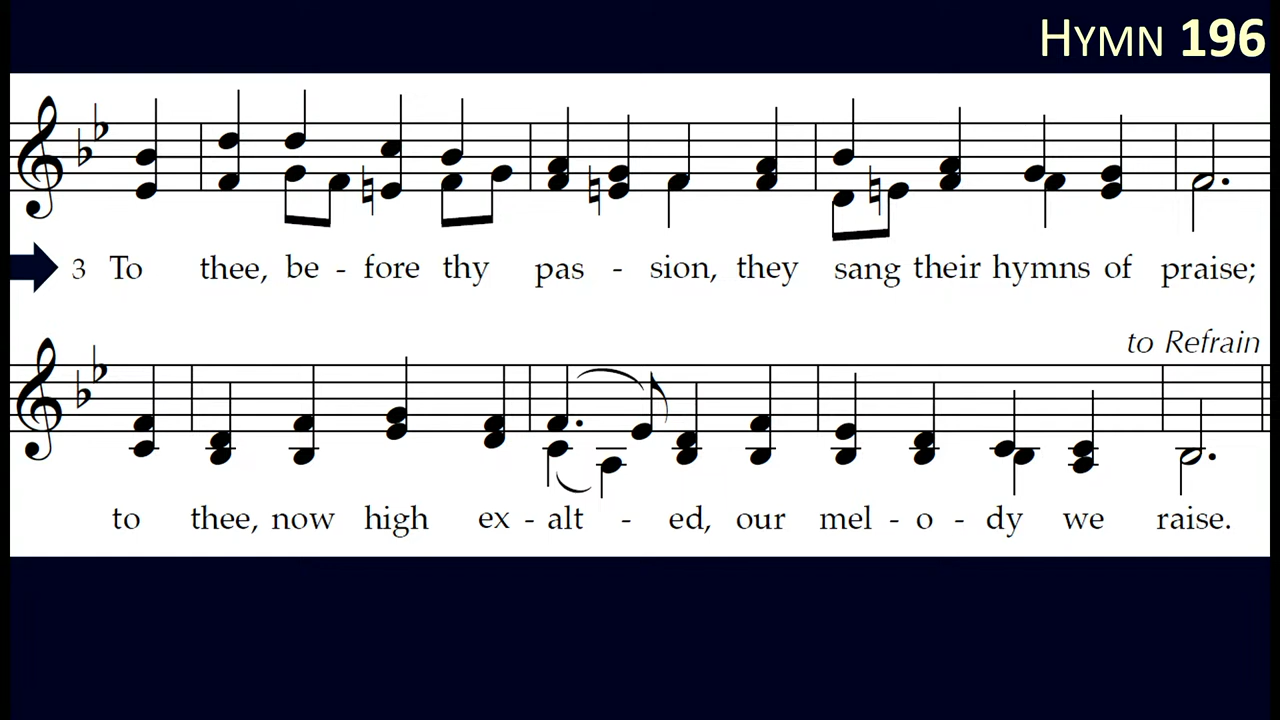 HYMN 196
3 To thee, be - fore thy pas - sion, they sang their hymns of praise;
to Refrain
to thee, now high ex - alt - ed, our mel - o - dy we raise.